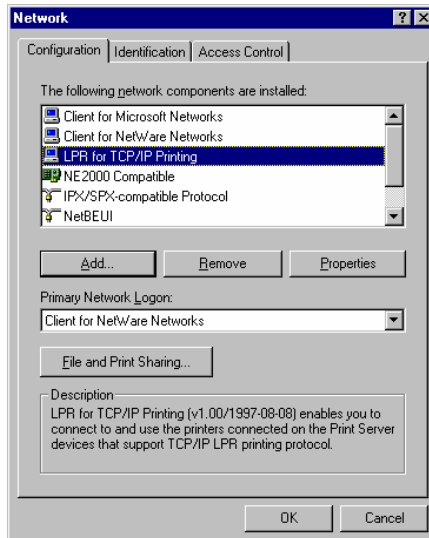 Network
Configuration Identification Access Control
The following network components are installed:
Client for Microsoft Networks
Client for NetWare Networks
LPR for TCP/IP Printing
NE2000 Compatible
IPX/SPX-compatible Protocol
NetBEUI
Add... Remove Properties
Primary Network Logon:
Client for NetWare Networks
File and Print Sharing...
Description
LPR for TCP/IP Printing (v1.00/1997-08-08) enables you to
connect to and use the printers connected on the Print Server
devices that support TCP/IP LPR printing protocol.
OK Cancel